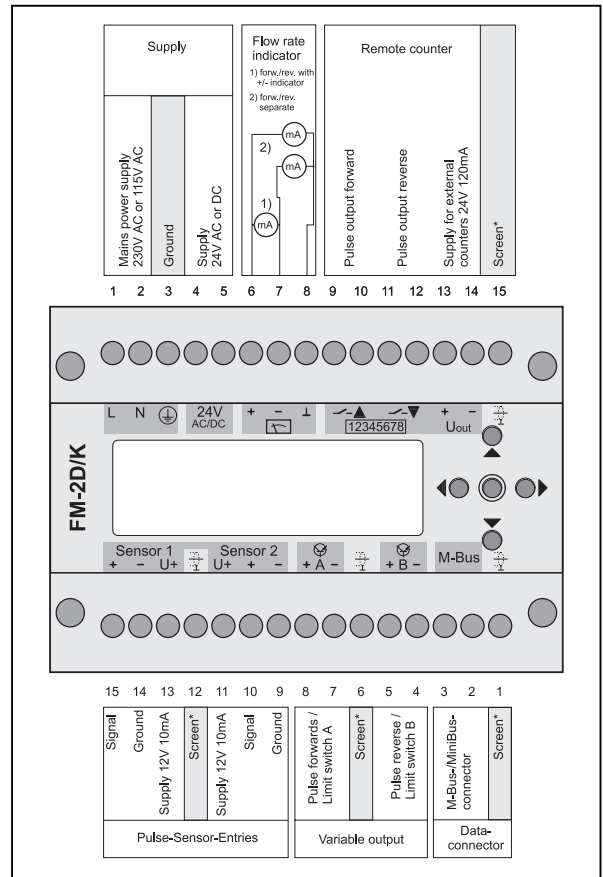 Supply
Flow rate
indicator
1) forw./rev. with
+/- indicator
2) forw./rev.
separate
Remote counter
mA
2)
mA
1)
mA
Mains power supply
230V AC or 115V AC
Ground
Supply
24V AC or DC
Pulse output forward
Pulse output reverse
Supply for external
counters 24V 120mA
Screen*
1 2 3 4 5 6 7 8 9 10 11 12 13 14 15
L N 24V + - ⊥ + -
AC/DC 12345678 Uout
FM-2D/K
Sensor 1 Sensor 2 M-Bus
+ - U+ U+ + - + A - + B -
15 14 13 12 11 10 9 8 7 6 5 4 3 2 1
Signal
Ground
Supply 12V 10mA
Screen*
Supply 12V 10mA
Signal
Ground
Pulse forwards /
Limit switch A
Screen*
Pulse reverse /
Limit switch B
M-Bus-/MiniBus-
connector
Screen*
Pulse-Sensor-Entries
Variable output
Data-
connector